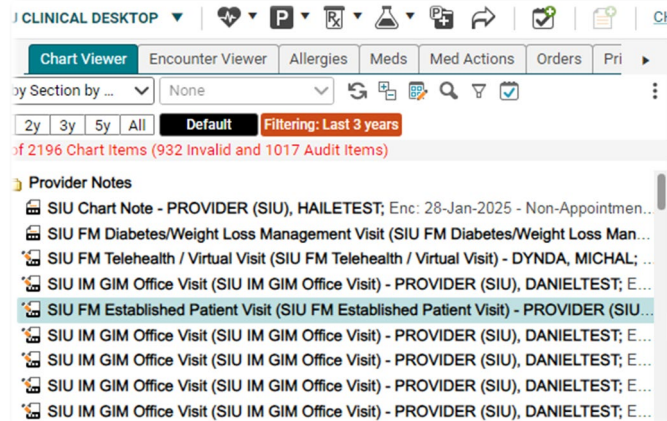 CLINICAL DESKTOP
P
Rx
Chart Viewer Encounter Viewer Allergies Meds Med Actions Orders Pri
by Section by ... None
2y 3y 5y All Default Filtering: Last 3 years
of 2196 Chart Items (932 Invalid and 1017 Audit Items)
Provider Notes
SIU Chart Note - PROVIDER (SIU), HAILETEST; Enc: 28-Jan-2025 - Non-Appointmen...
SIU FM Diabetes/Weight Loss Management Visit (SIU FM Diabetes/Weight Loss Man...
SIU FM Telehealth / Virtual Visit (SIU FM Telehealth / Virtual Visit) - DYNDA, MICHAL; ...
SIU IM GIM Office Visit (SIU IM GIM Office Visit) - PROVIDER (SIU), DANIELTEST; E...
SIU FM Established Patient Visit (SIU FM Established Patient Visit) - PROVIDER (SIU...
SIU IM GIM Office Visit (SIU IM GIM Office Visit) - PROVIDER (SIU), DANIELTEST; E...
SIU IM GIM Office Visit (SIU IM GIM Office Visit) - PROVIDER (SIU), DANIELTEST; E...
SIU IM GIM Office Visit (SIU IM GIM Office Visit) - PROVIDER (SIU), DANIELTEST; E...
SIU IM GIM Office Visit (SIU IM GIM Office Visit) - PROVIDER (SIU), DANIELTEST; E...